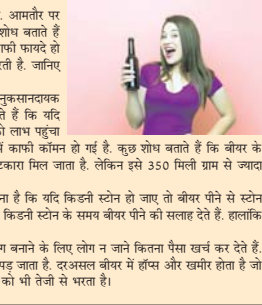 . आमतौर पर
शोध बताते हैं
फी फायदे हो
रती है. जानिए
नुकसानदायक
ते हैं कि यदि
को लाभ पहुंचा
में काफी कॉमन हो गई है. कुछ शोध बताते हैं कि बीयर के
टकारा मिल जाता है. लेकिन इसे 350 मिली ग्राम से ज्यादा
ना है कि यदि किडनी स्टोन हो जाए तो बीयर पीने से स्टोन
किडनी स्टोन के समय बीयर पीने की सलाह देते हैं. हालांकि
ग बनाने के लिए लोग न जाने कितना पैसा खर्च कर देते हैं.
पड़ जाता है. दरअसल बीयर में हॉप्स और खमीर होता है जो
को भी तेजी से भरता है।